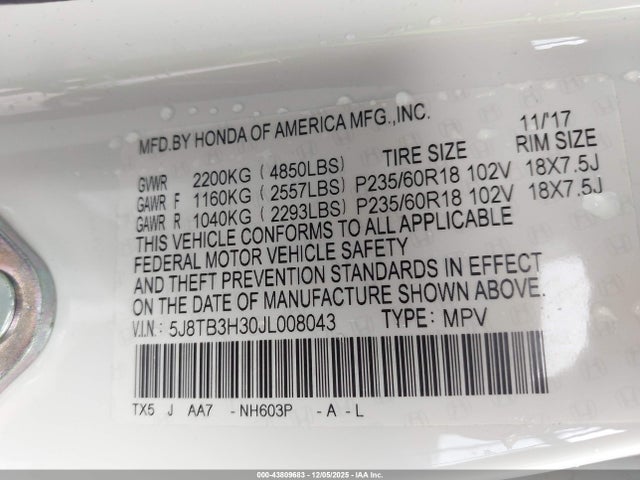 MFD.BY HONDA OF AMERICA MFG.,INC. 11/'17
TIRE SIZE RIM SIZE
GVWR 2200KG (4850LBS)
GAWR F 1160KG (2557LBS) P235/60R18 102V 18X7.5J
GAWR R 1040KG (2293LBS) P235/60R18 102V 18X7.5J
THIS VEHICLE CONFORMS TO ALL APPLICABLE
FEDERAL MOTOR VEHICLE SAFETY
AND THEFT PREVENTION STANDARDS IN EFFECT
ON THE DATE OF MANUFACTURE SHOWN ABOVE.
V.I.N.: 5J8TB3H30JL008043 TYPE: MPV
TX5 J AA7 -NH603P -A -L
000-43809683 - 12/05/2025 - IAAI.com